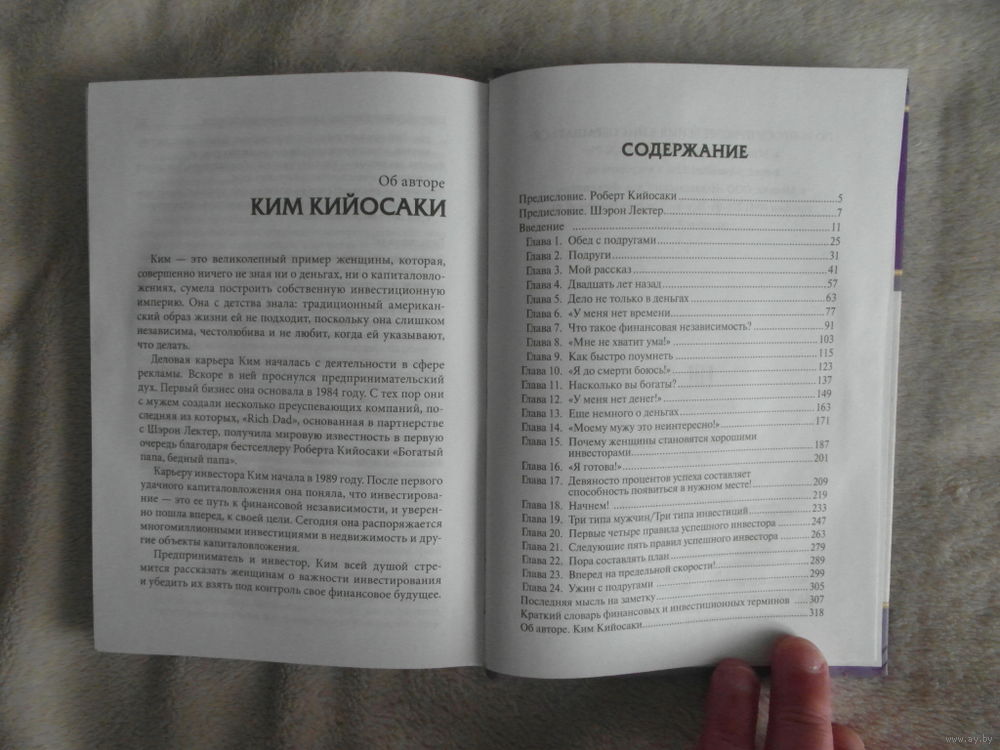 Об авторе
КИМ КИЙОСАКИ
Ким — это великолепный пример женщины, которая,
совершенно ничего не зная ни о деньгах, ни о капиталовло-
жениях, сумела построить собственную инвестиционную
империю. Она с детства знала: традиционный американ-
ский образ жизни ей не подходит, поскольку она слишком
независима, честолюбива и не любит, когда ей указывают,
что делать.
Деловая карьера Ким началась с деятельности в сфере
рекламы. Вскоре в ней проснулся предпринимательский
дух. Первый бизнес она основала в 1984 году. С тех пор они
с мужем создали несколько преуспевающих компаний, по-
следняя из которых, «Rich Dad», основанная в партнерстве
с Шэрон Лектер, получила мировую известность в первую
очередь благодаря бестселлеру Роберта Кийосаки «Богатый
папа, бедный папа».
Карьеру инвестора Ким начала в 1989 году. После первого
удачного капиталовложения она поняла, что инвестирова-
ние — это ее путь к финансовой независимости, и уверен-
но пошла вперед, к своей цели. Сегодня она распоряжается
многомиллионными инвестициями в недвижимость и дру-
гие объекты капиталовложения.
Предприниматель и инвестор, Ким всей душой стре-
мится рассказать женщинам о важности инвестирования
и убедить их взять под контроль свое финансовое будущее.
СОДЕРЖАНИЕ
Предисловие. Роберт Кийосаки 5
Предисловие. Шэрон Лектер 7
Введение 11
Глава 1. Обед с подругами 25
Глава 2. Подруги 31
Глава 3. Мой рассказ 41
Глава 4. Двадцать лет назад 57
Глава 5. Дело не только в деньгах 63
Глава 6. «У меня нет времени 77
Глава 7. Что такое финансовая независимость? 91
Глава 8. «Мне не хватит ума!» 103
Глава 9. Как быстро поумнеть 115
Глава 10. «Я до смерти боюсь!» 123
Глава 11. Насколько вы богаты? 137
Глава 12. «У меня нет денег!» 149
Глава 13. Еще немного о деньгах 163
Глава 14. «Моему мужу это неинтересно!» 171
Глава 15. Почему женщины становятся хорошими
инвесторами 187
Глава 16. «Я готова!» 201
Глава 17. Девяносто процентов успеха составляет
способность появиться в нужном месте! 209
Глава 18. Начнем! 219
Глава 19. Три типа мужчин/Три типа инвестиций 233
Глава 20. Первые четыре правила успешного инвестора 247
Глава 21. Следующие пять правил успешного инвестора 263
Глава 22. Пора составлять план 279
Глава 23. Вперед на предельной скорости! 289
Глава 24. Ужин с подругами 299
Последняя мысль на заметку 305
Краткий словарь финансовых и инвестиционных терминов 307
Об авторе. Ким Кийосаки 318
www.ay.by